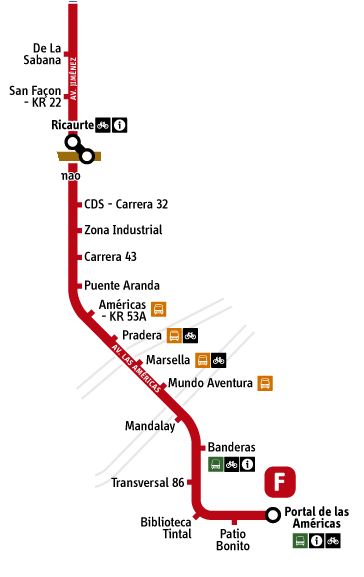 De La
Sabana
AV. JIMÉNEZ
San Façon
- KR 22
Ricaurte
CDS - Carrera 32
Zona Industrial
Carrera 43
Puente Aranda
Américas
- KR 53A
Pradera
AV. LAS AMÉRICAS
Marsella
Mundo Aventura
Mandalay
Banderas
Transversal 86
F
Portal de las
Américas
Biblioteca
Tintal
Patio
Bonito